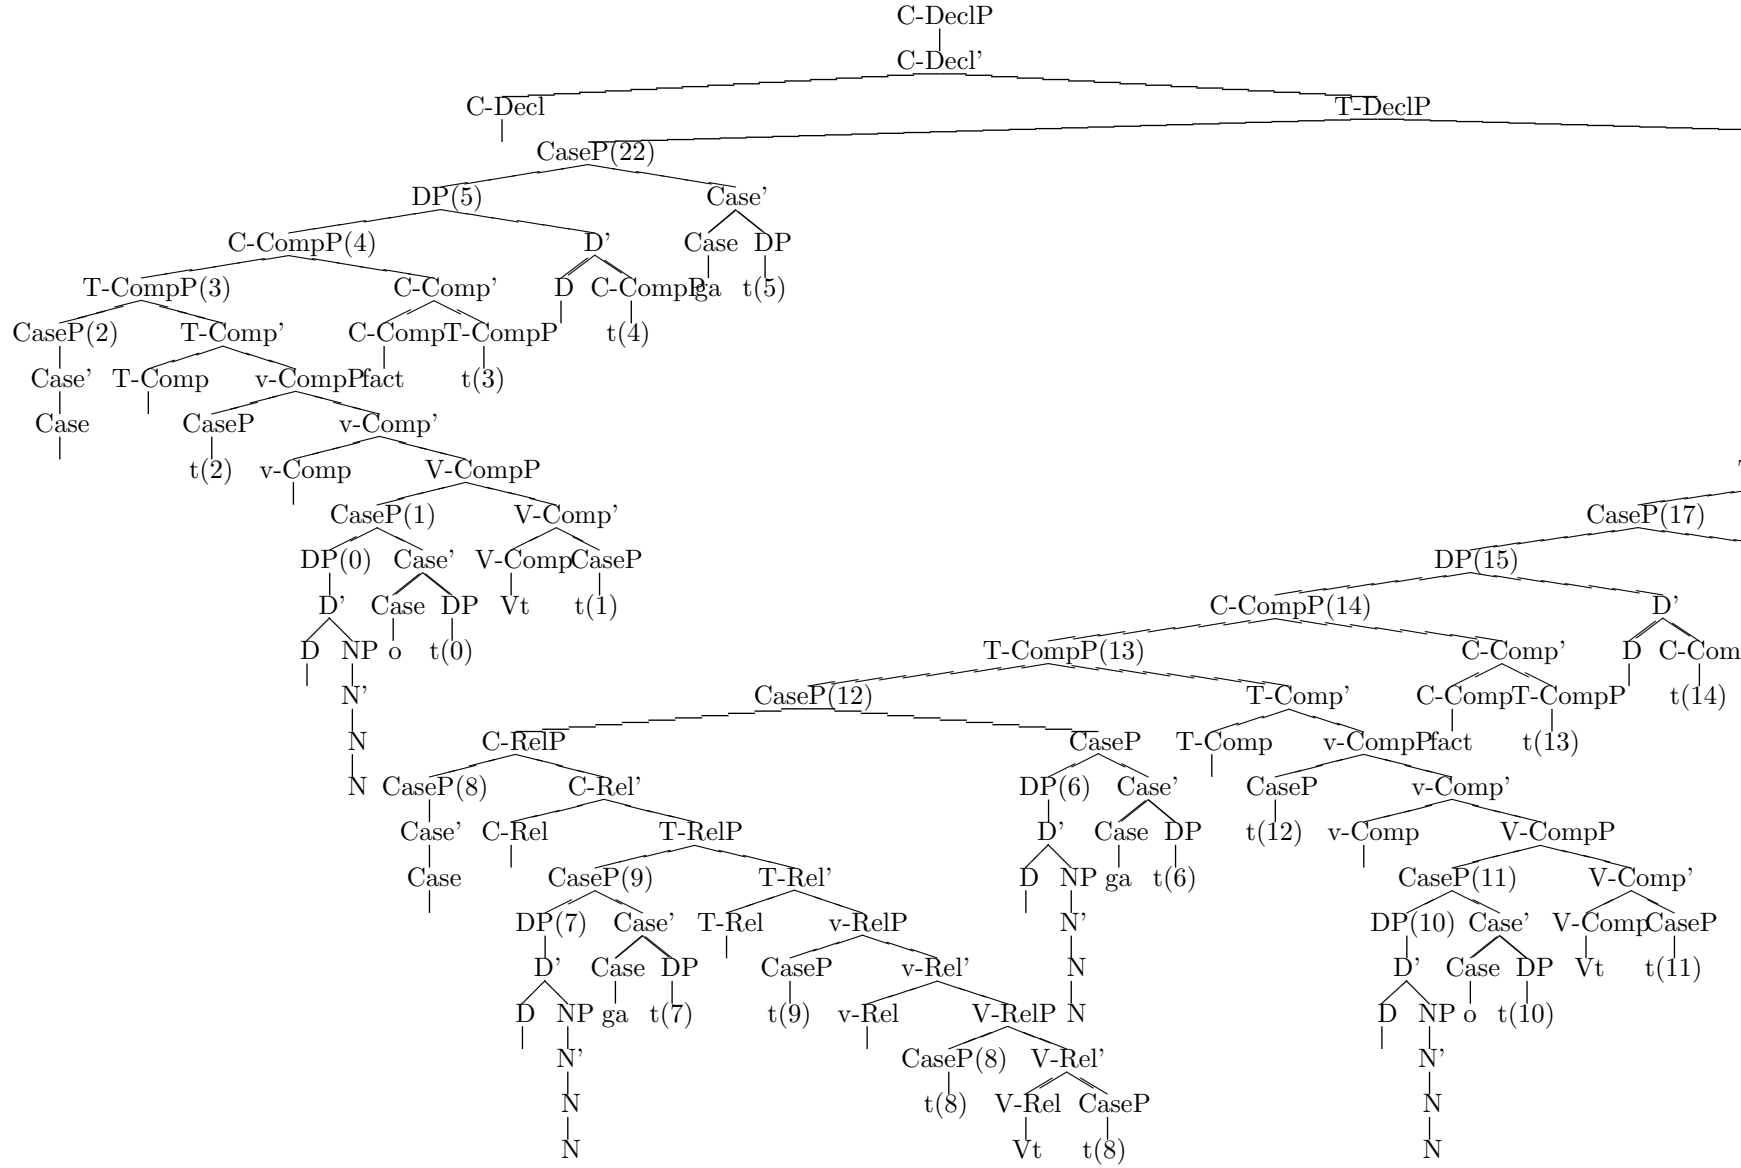 C-DeclP
C-Decl'
C-Decl T-DeclP
CaseP(22)
DP(5) Case'
C-CompP(4) D' Case DP
T-CompP(3) C-Comp' D C-CompP ga t(5)
CaseP(2) T-Comp' C-Comp T-CompP t(4)
Case' T-Comp v-CompP fact t(3)
Case CaseP v-Comp'
t(2) v-Comp V-CompP
CaseP(1) V-Comp' CaseP(17)
DP(0) Case' V-Comp CaseP DP(15)
D' Case DP Vt t(1) C-CompP(14) D'
D NP o t(0) T-CompP(13) C-Comp' D C-Com
N' CaseP(12) T-Comp' C-Comp T-CompP t(14)
N C-RelP CaseP T-Comp v-CompP fact t(13)
N CaseP(8) C-Rel' DP(6) Case' CaseP v-Comp'
Case' C-Rel T-RelP D' Case DP t(12) v-Comp V-CompP
Case CaseP(9) T-Rel' D NP ga t(6) CaseP(11) V-Comp'
DP(7) Case' T-Rel v-RelP N' DP(10) Case' V-Comp CaseP
D' Case DP CaseP v-Rel' N D' Case DP Vt t(11)
D NP ga t(7) t(9) v-Rel V-RelP N D NP o t(10)
N' CaseP(8) V-Rel' N'
N t(8) V-Rel CaseP N
N Vt t(8) N